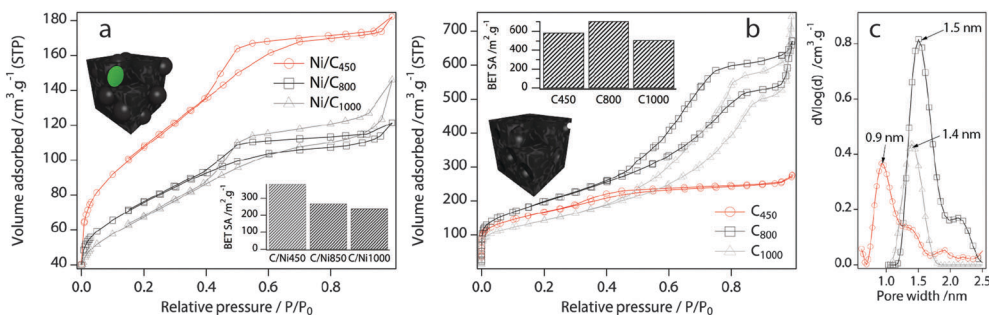 a
Volume adsorbed /cm³.g⁻¹ (STP)
180
160
140
120
100
80
60
40
Ni/C₄₅₀
Ni/C₈₀₀
Ni/C₁₀₀₀
BET SA /m².g⁻¹
300
200
100
0
C/Ni450 C/Ni850 C/Ni1000
0.0 0.2 0.4 0.6 0.8 1.0
Relative pressure / P/P₀
b
Volume adsorbed/cm³.g⁻¹ (STP)
700
600
500
400
300
200
100
BET SA /m².g⁻¹
600
400
200
0
C450 C800 C1000
C₄₅₀
C₈₀₀
C₁₀₀₀
0.0 0.2 0.4 0.6 0.8 1.0
Relative pressure / P/P₀
c
dV/log(d) / cm³.g⁻¹
0.8
0.4
0.0
1.5 nm
0.9 nm
1.4 nm
1.0 1.5 2.0 2.5
Pore width /nm